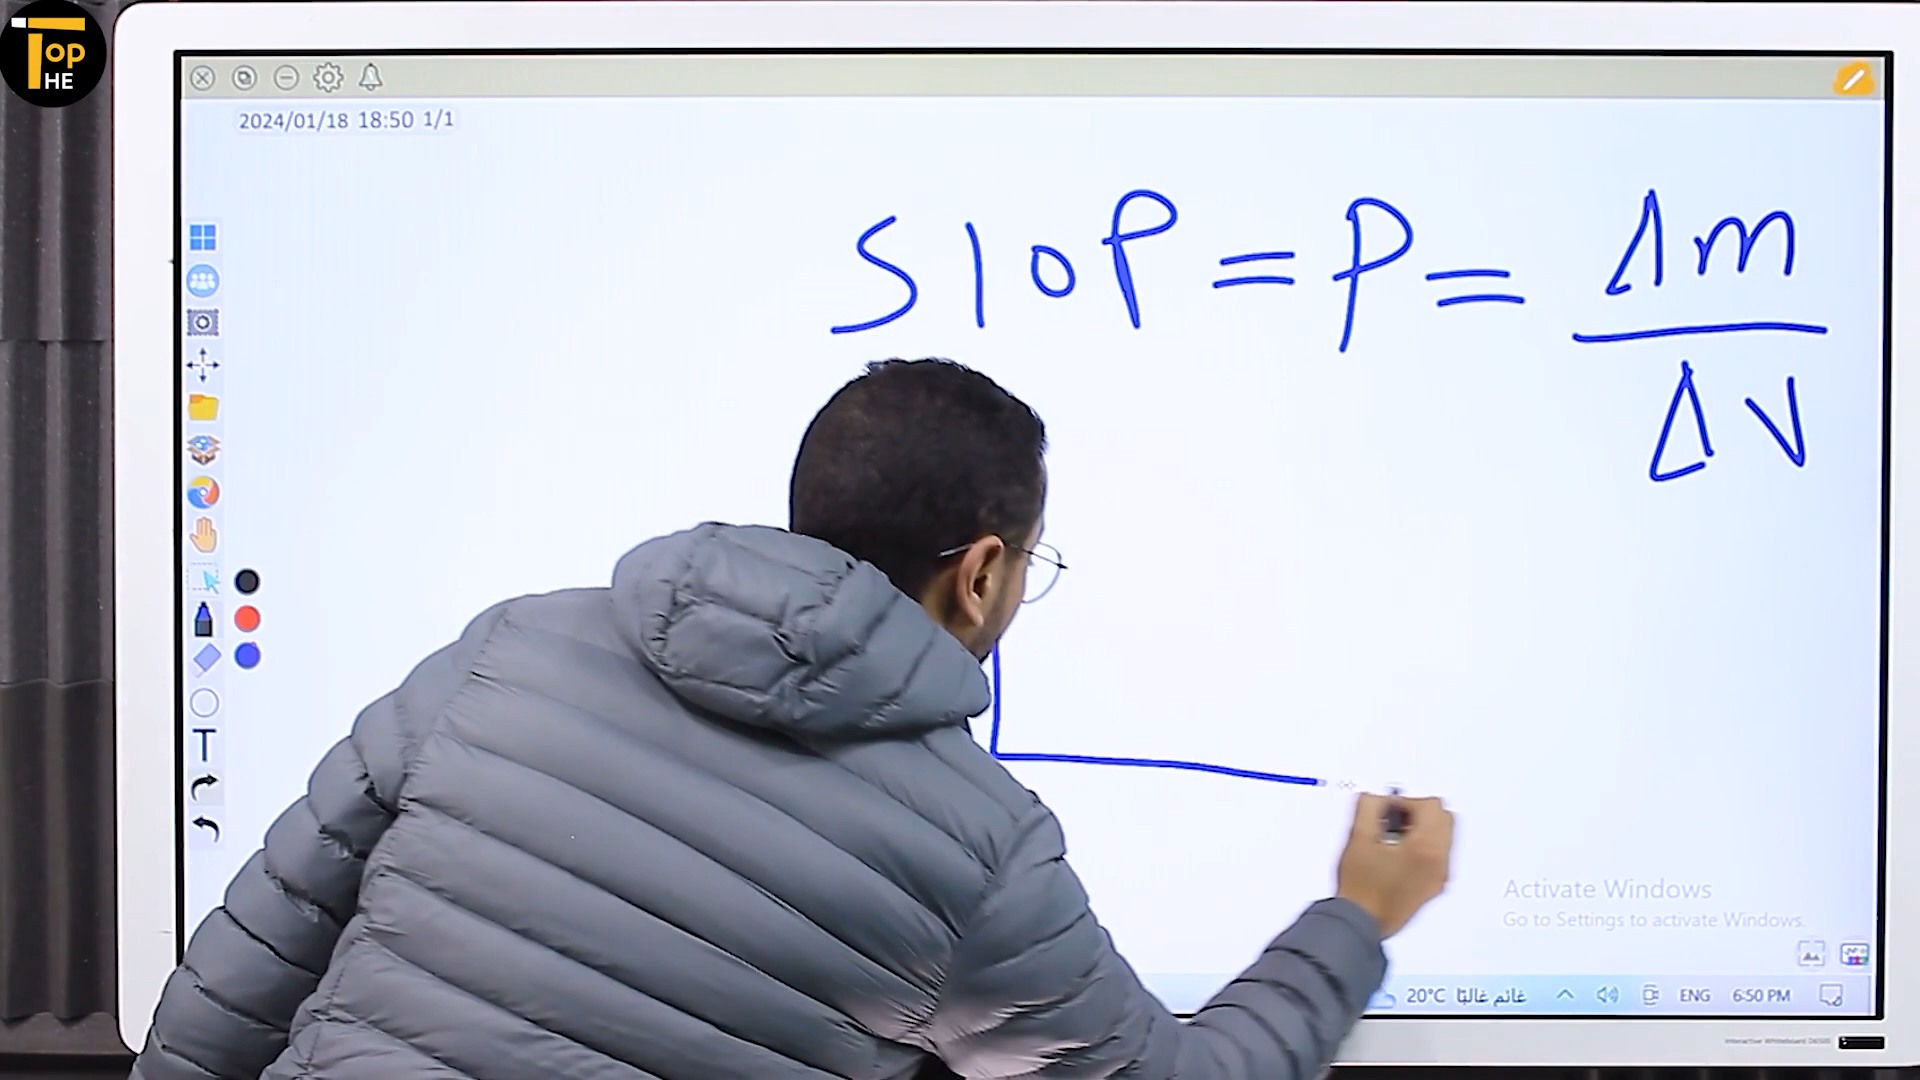 Top
THE
2024/01/18 18:50 1/1
slop = P = Δm / Δv
T
Activate Windows
Go to Settings to activate Windows.
20°C غائم غالبًا ENG 6:50 PM